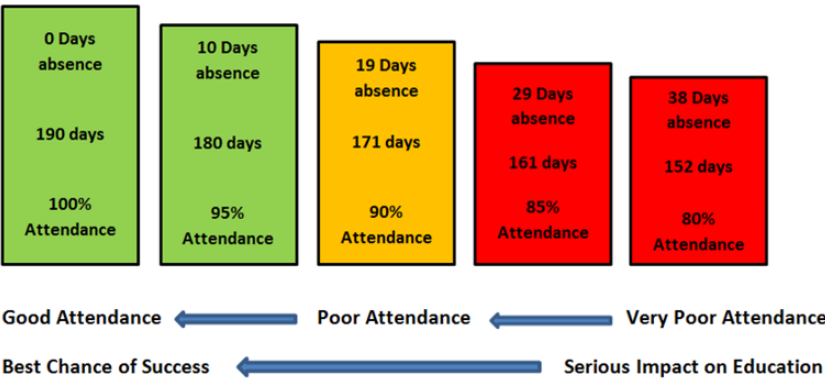 0 Days
absence
190 days
100%
Attendance
10 Days
absence
180 days
95%
Attendance
19 Days
absence
171 days
90%
Attendance
29 Days
absence
161 days
85%
Attendance
38 Days
absence
152 days
80%
Attendance
Good Attendance Poor Attendance Very Poor Attendance
Best Chance of Success Serious Impact on Education